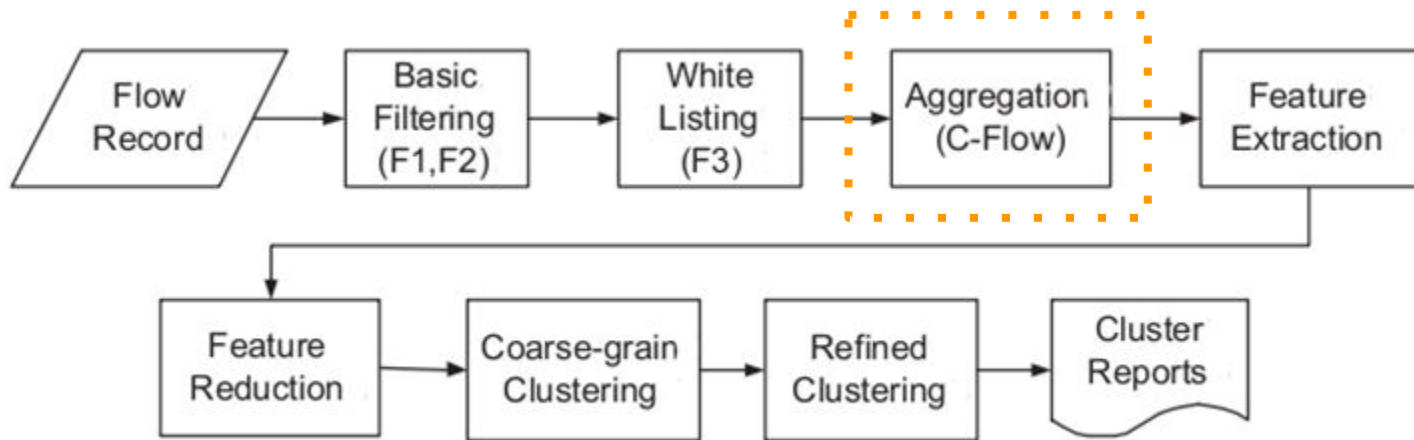 Flow
Record
Basic
Filtering
(F1,F2)
White
Listing
(F3)
Aggregation
(C-Flow)
Feature
Extraction
Feature
Reduction
Coarse-grain
Clustering
Refined
Clustering
Cluster
Reports